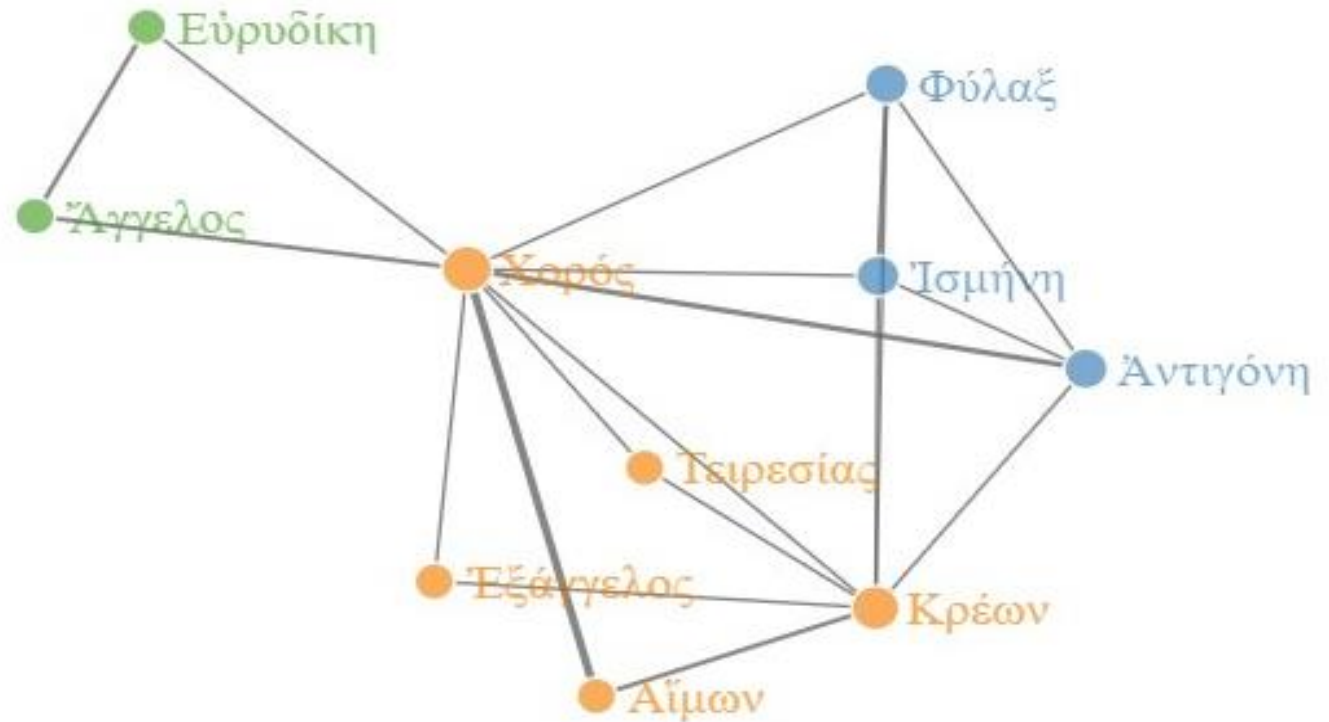 Εὐρυδίκη
Φύλαξ
Ἄγγελος
Χορός
Ἰσμήνη
Ἀντιγόνη
Τειρεσίας
Ἐξάγγελος
Κρέων
Αἵμων